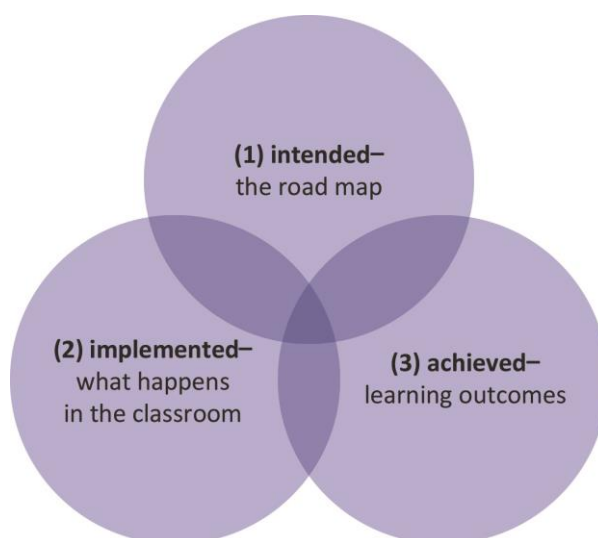 (1) intended–
the road map
(2) implemented–
what happens
in the classroom
(3) achieved–
learning outcomes